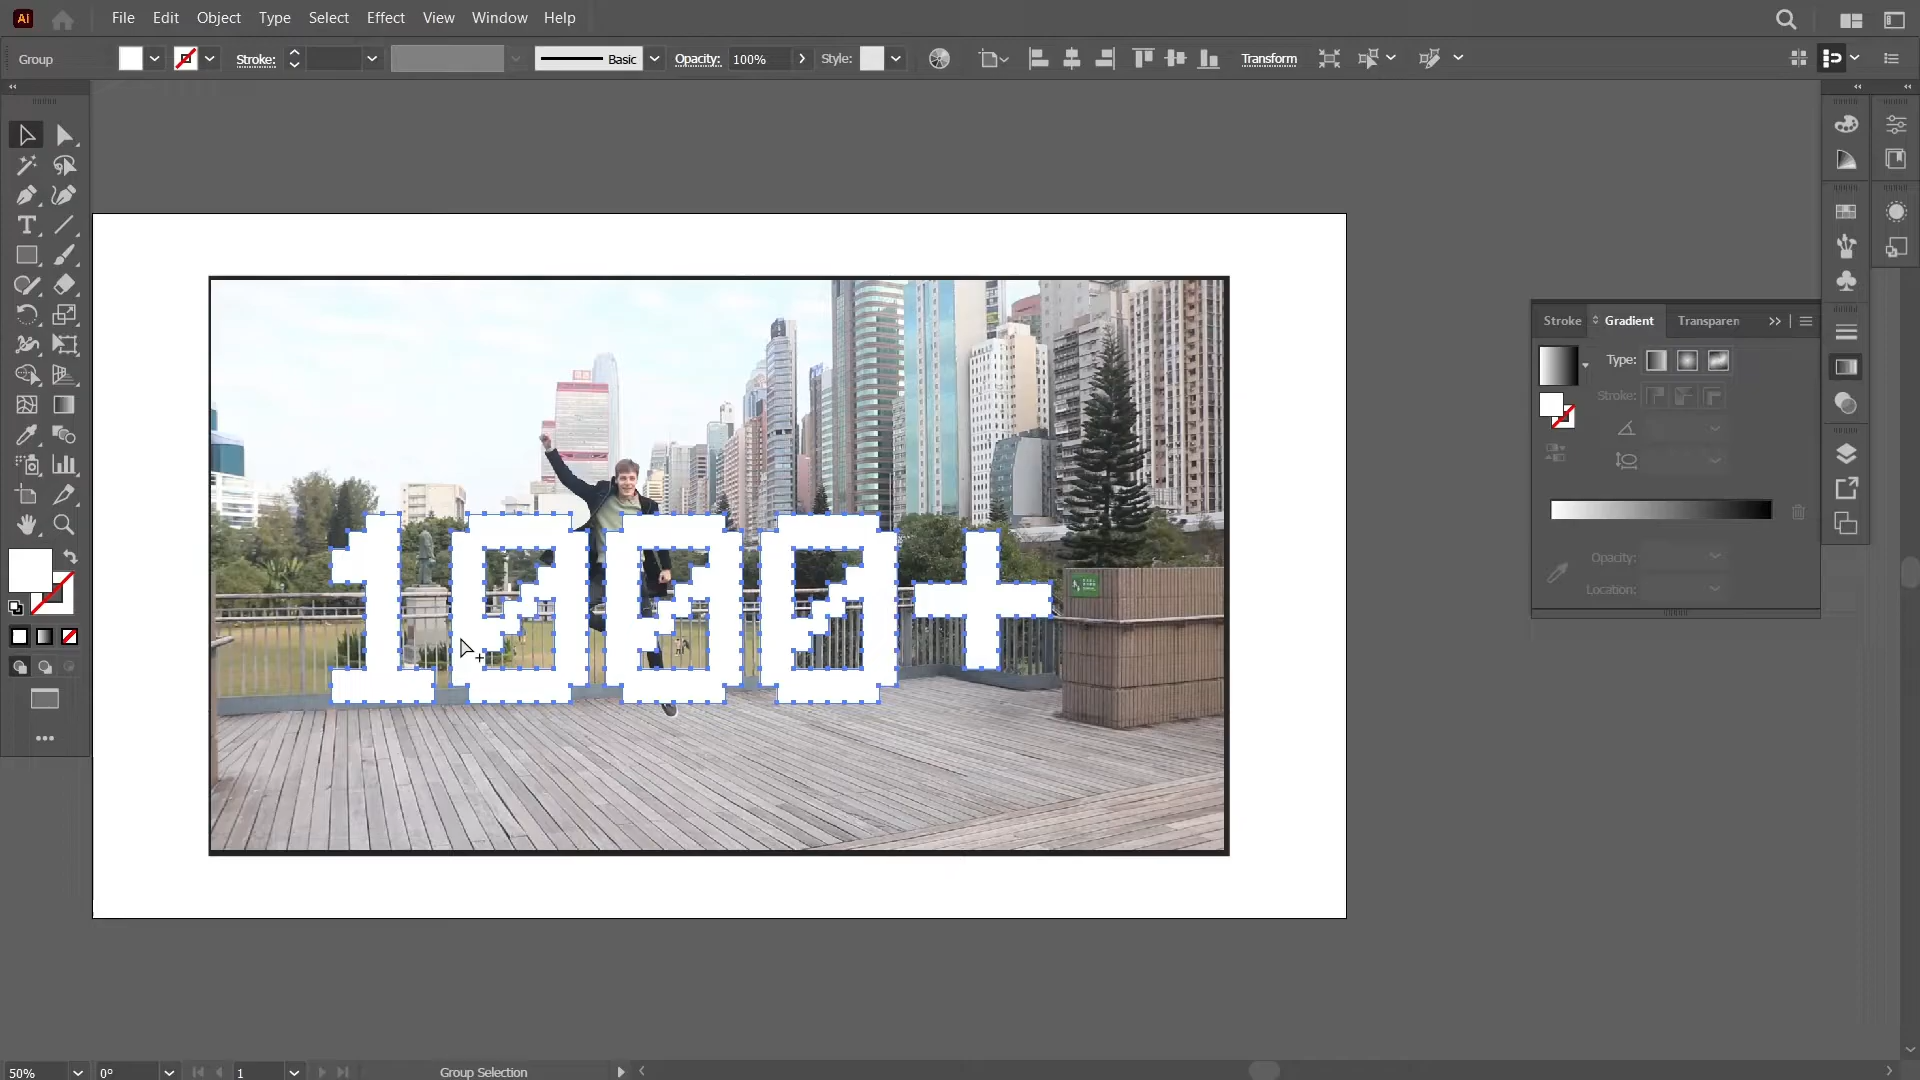 Ai File Edit Object Type Select Effect View Window Help
Group Stroke: Basic Opacity: 100% Style: Transform
Stroke Gradient Transparen
Type:
Stroke:
Opacity:
Location:
1000+
50% 0° 1 Group Selection